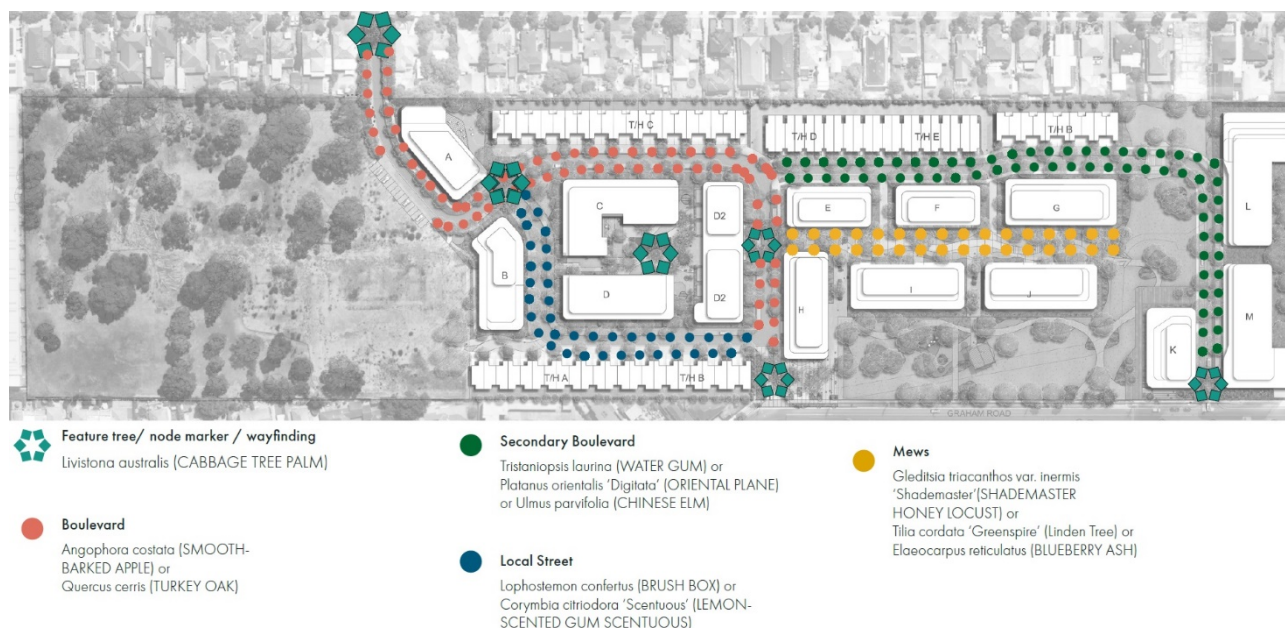 T/H C
T/H D
T/H E
T/H B
A
C
D2
E
F
G
L
B
D
D2
H
I
J
K
M
T/H A
T/H B
GRAHAM ROAD
Feature tree/ node marker / wayfinding
Livistona australis (CABBAGE TREE PALM)
Boulevard
Angophora costata (SMOOTH-
BARKED APPLE) or
Quercus cerris (TURKEY OAK)
Secondary Boulevard
Tristaniopsis laurina (WATER GUM) or
Platanus orientalis ‘Digitata’ (ORIENTAL PLANE)
or Ulmus parvifolia (CHINESE ELM)
Local Street
Lophostemon confertus (BRUSH BOX) or
Corymbia citriodora ‘Scentuous’ (LEMON-
SCENTED GUM SCENTUOUS)
Mews
Gleditsia triacanthos var. inermis
‘Shademaster’(SHADEMASTER
HONEY LOCUST) or
Tilia cordata ‘Greenspire’ (Linden Tree) or
Elaeocarpus reticulatus (BLUEBERRY ASH)